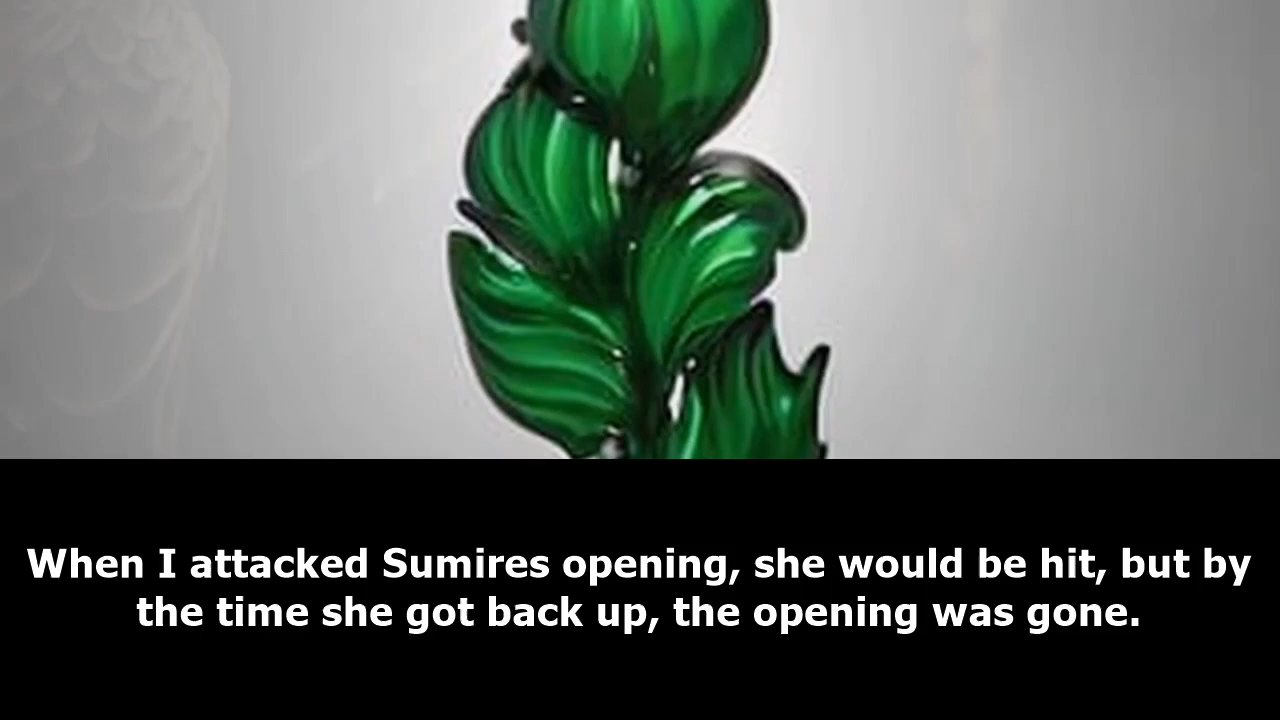 When I attacked Sumires opening, she would be hit, but by
the time she got back up, the opening was gone.